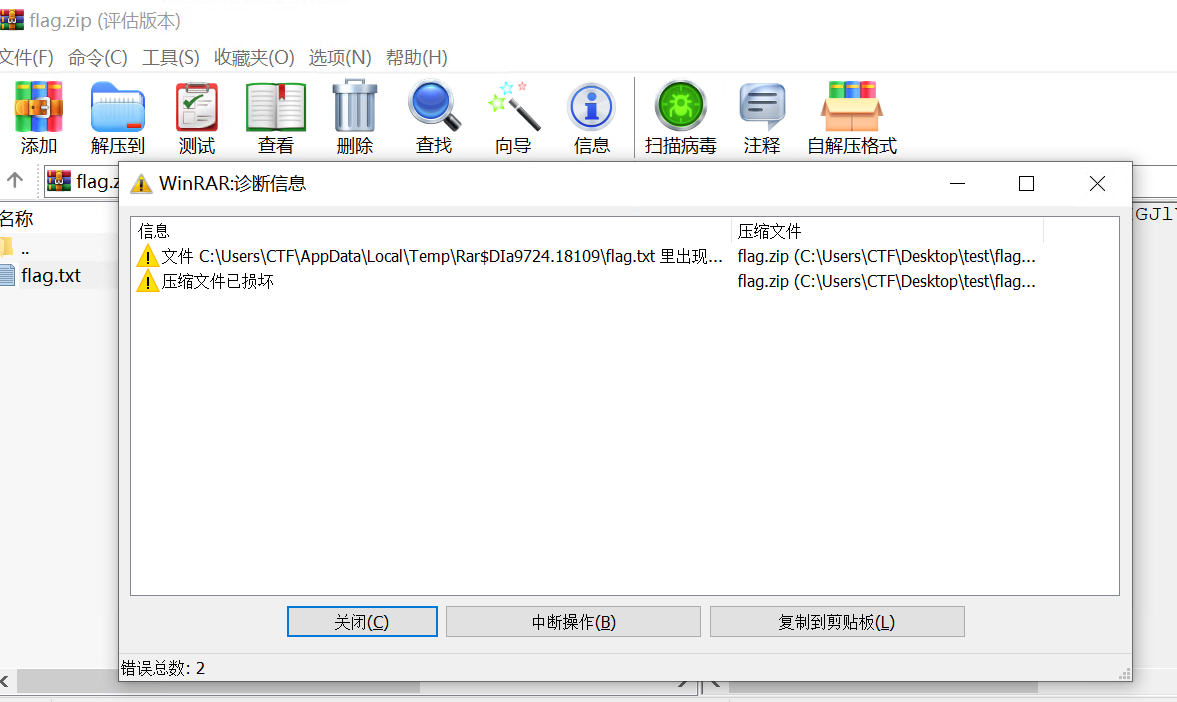 flag.zip (评估版本)
文件(F) 命令(C) 工具(S) 收藏夹(O) 选项(N) 帮助(H)
添加 解压到 测试 查看 删除 查找 向导 信息 扫描病毒 注释 自解压格式
flag.z
WinRAR:诊断信息
名称
GJl
..
flag.txt
信息 压缩文件
文件 C:\Users\CTF\AppData\Local\Temp\Rar$DIa9724.18109\flag.txt 里出现... flag.zip (C:\Users\CTF\Desktop\test\flag...
压缩文件已损坏 flag.zip (C:\Users\CTF\Desktop\test\flag...
关闭(C) 中断操作(B) 复制到剪贴板(L)
错误总数: 2